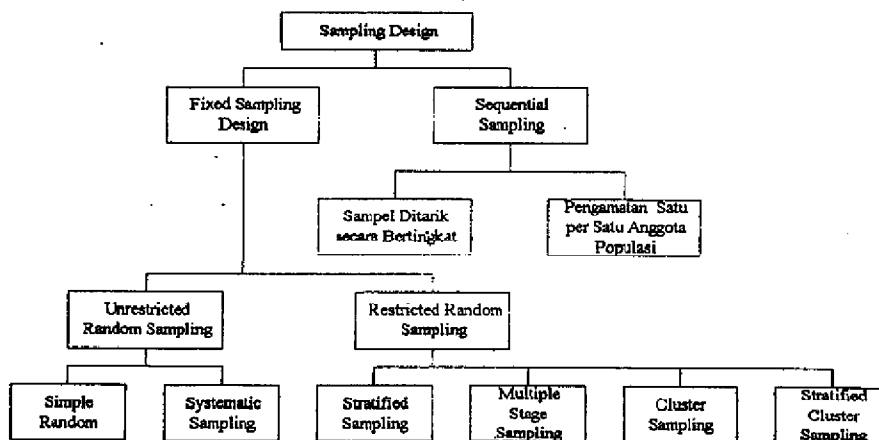 Sampling Design
Fixed Sampling
Design
Sequential
Sampling
Sampel Ditarik
secara Bertingkat
Pengamatan Satu
per Satu Anggota
Populasi
Unrestricted
Random Sampling
Restricted Random
Sampling
Simple
Random
Systematic
Sampling
Stratified
Sampling
Multiple
Stage
Sampling
Cluster
Sampling
Stratified
Cluster
Sampling